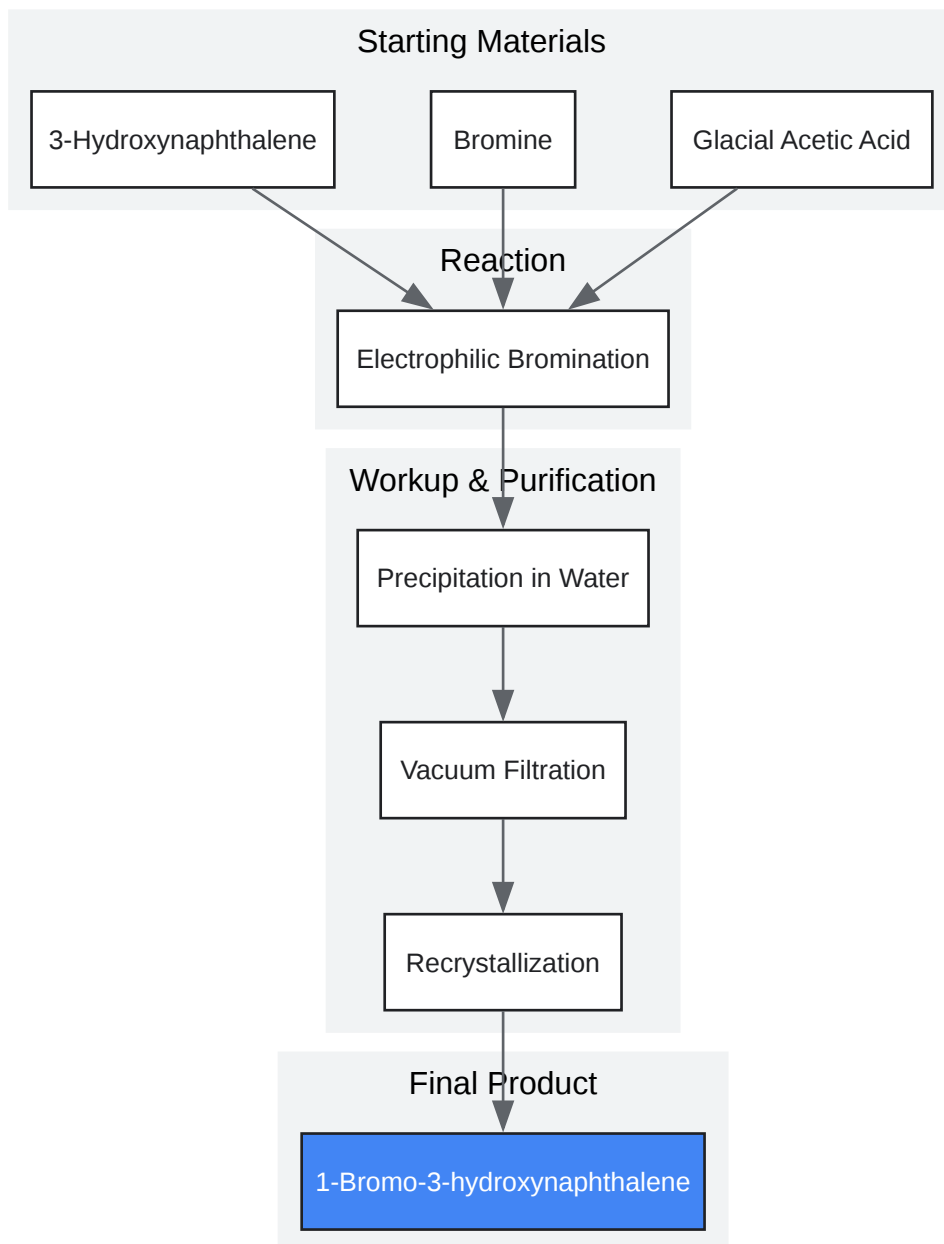 Starting Materials
3-Hydroxynaphthalene
Bromine
Glacial Acetic Acid
Reaction
Electrophilic Bromination
Workup & Purification
Precipitation in Water
Vacuum Filtration
Recrystallization
Final Product
1-Bromo-3-hydroxynaphthalene